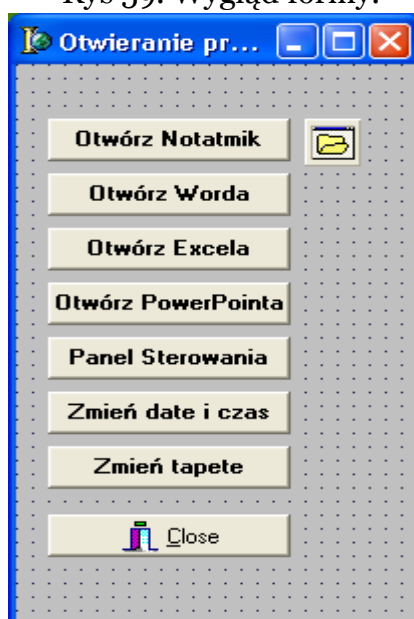 Rys 39. Wygląd formy.
Otwieranie pr...
Otwórz Notatmik
Otwórz Worda
Otwórz Excela
Otwórz PowerPointa
Panel Sterowania
Zmień date i czas
Zmień tapete
Close